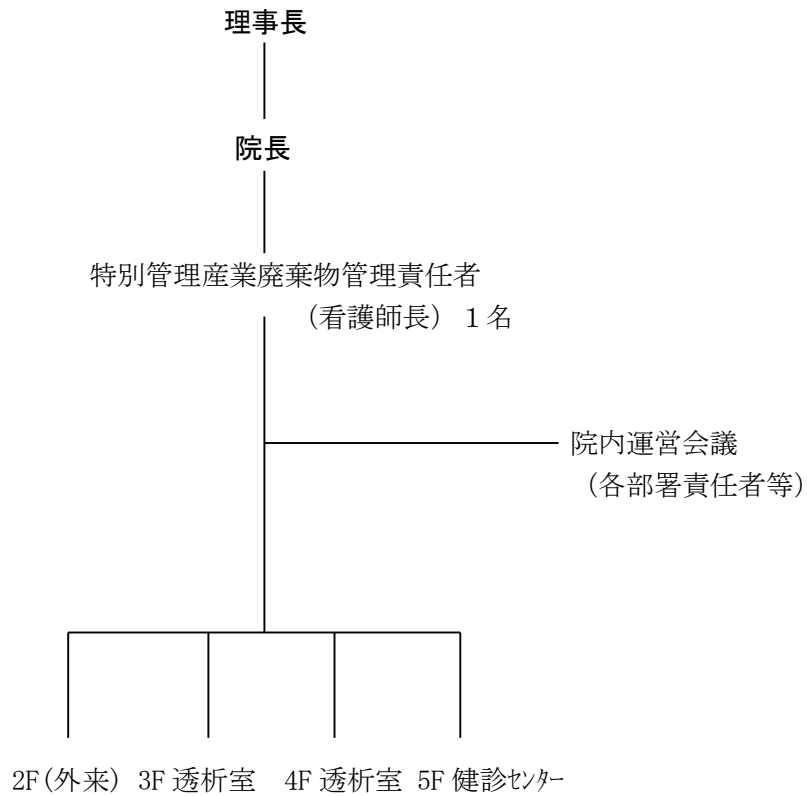 理事長
院長
特別管理産業廃棄物管理責任者
（看護師長） １名
院内運営会議
（各部署責任者等）
2F(外来) 3F 透析室 4F 透析室 5F 健診ｾﾝﾀｰ